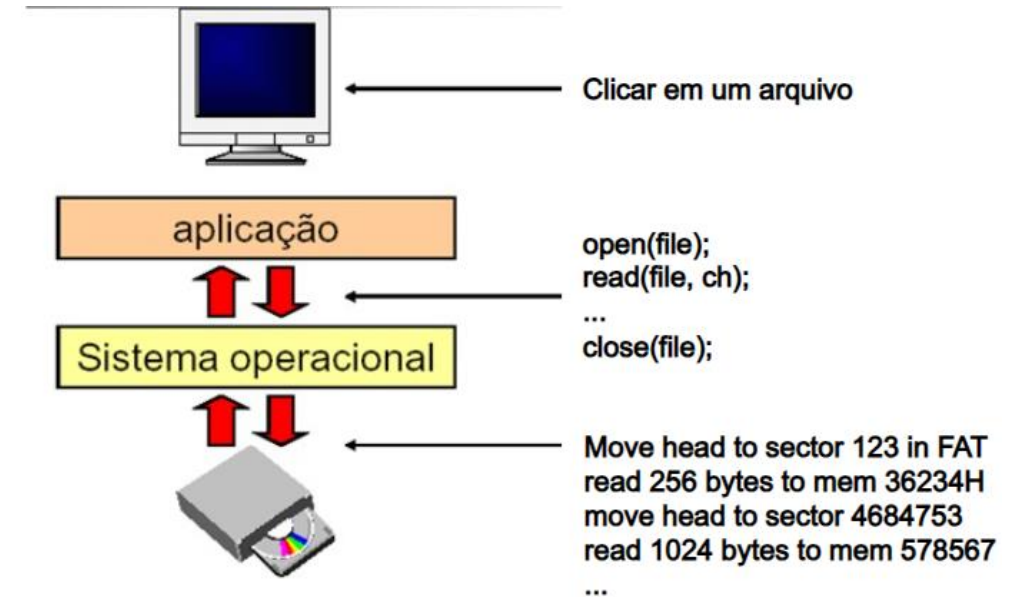 Clicar em um arquivo
aplicação
open(file);
read(file, ch);
...
close(file);
Sistema operacional
Move head to sector 123 in FAT
read 256 bytes to mem 36234H
move head to sector 4684753
read 1024 bytes to mem 578567
...